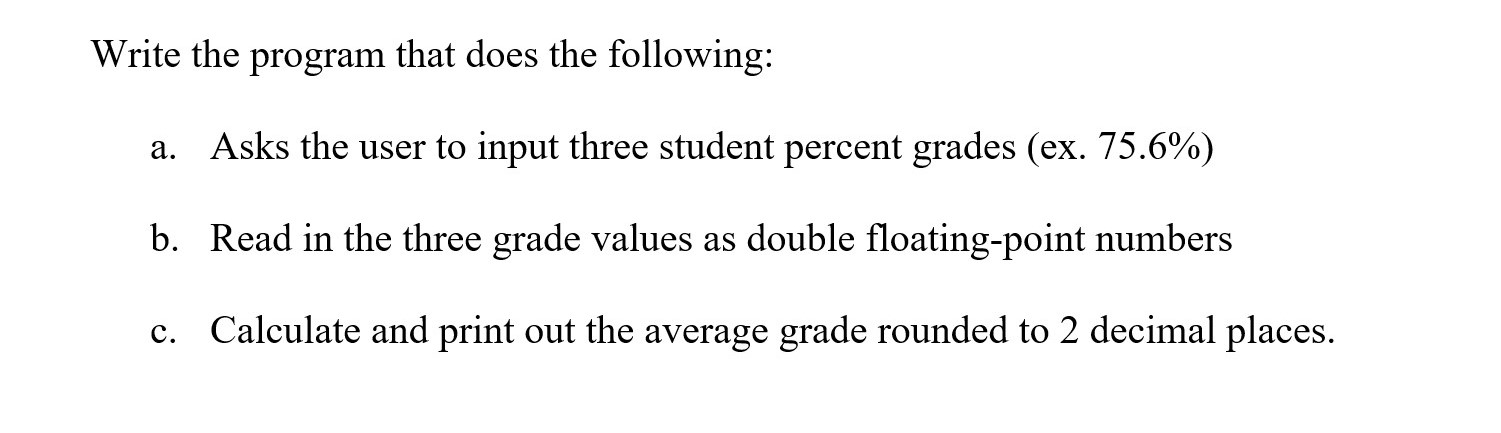 Write the program that does the following:
a. Asks the user to input three student percent grades (ex. 75.6%)
b. Read in the three grade values as double floating-point numbers
c. Calculate and print out the average grade rounded to 2 decimal places.